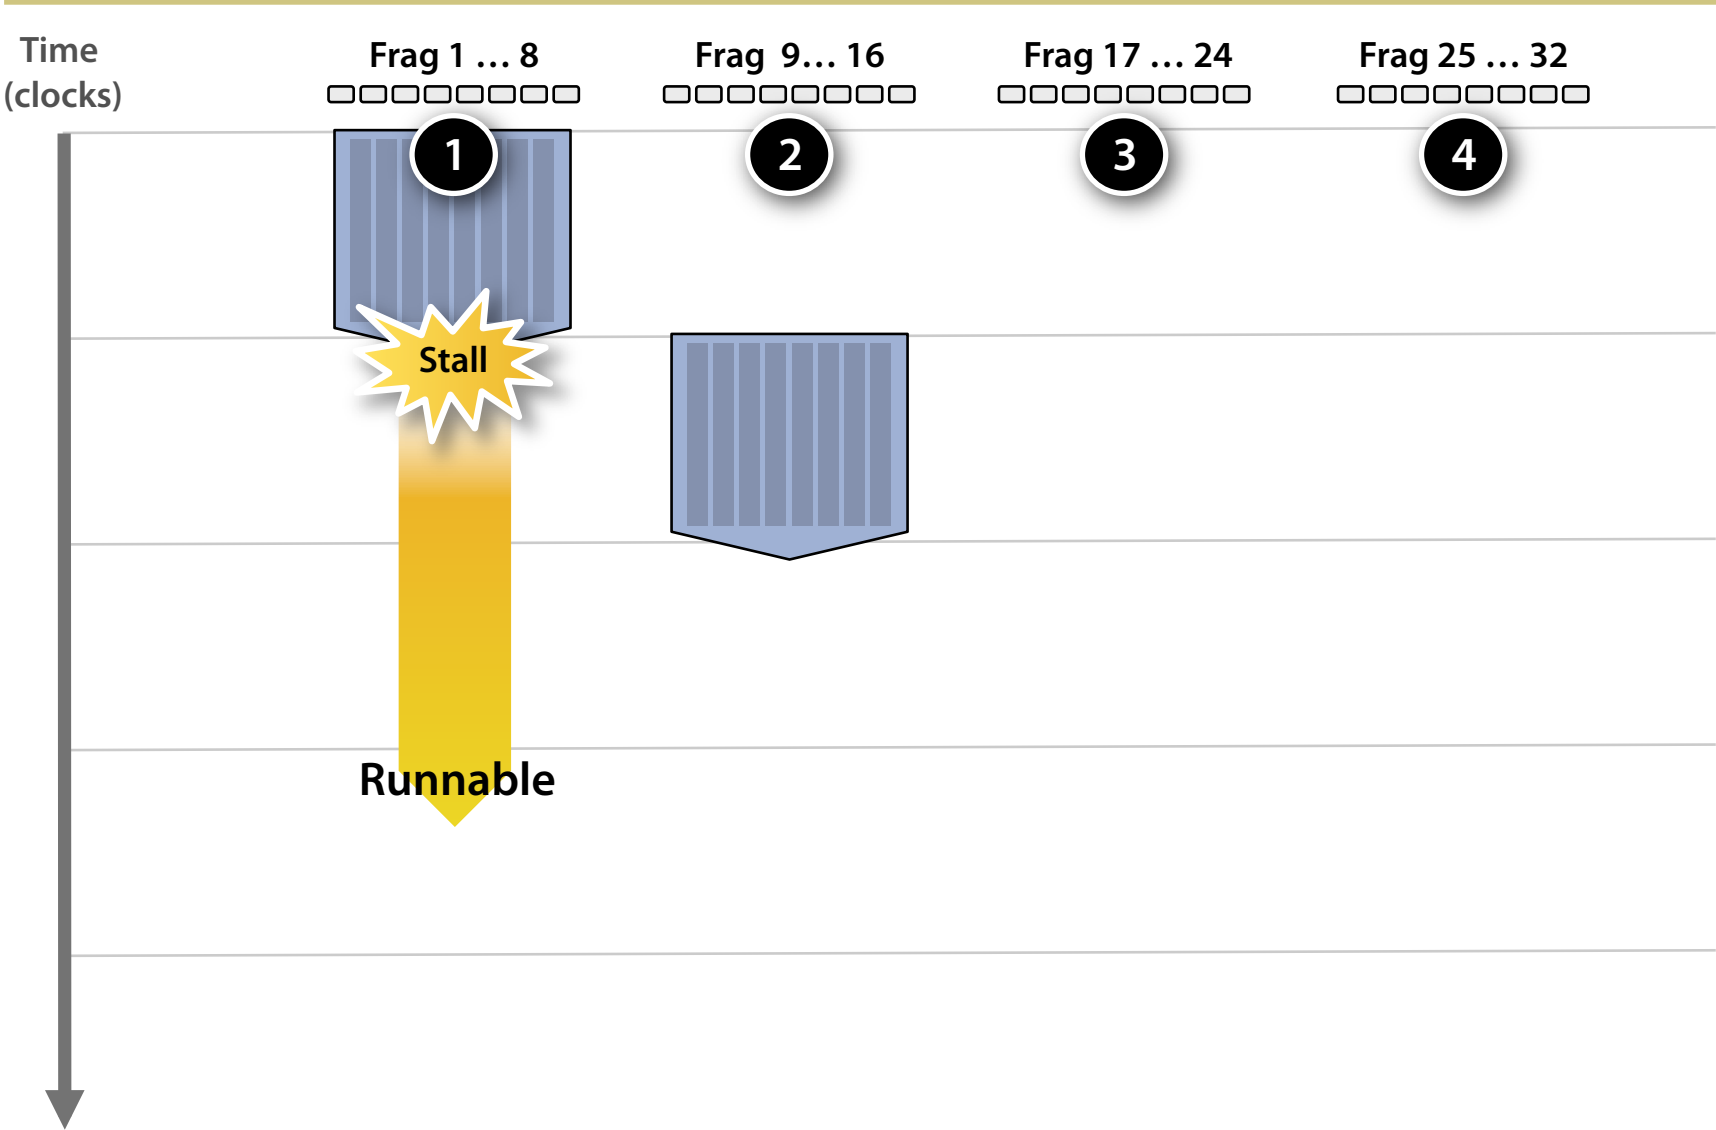 Time
(clocks)
Frag 1 … 8
Frag  9… 16
Frag 17 … 24
Frag 25 … 32
1
2
3
4
Stall
Runnable